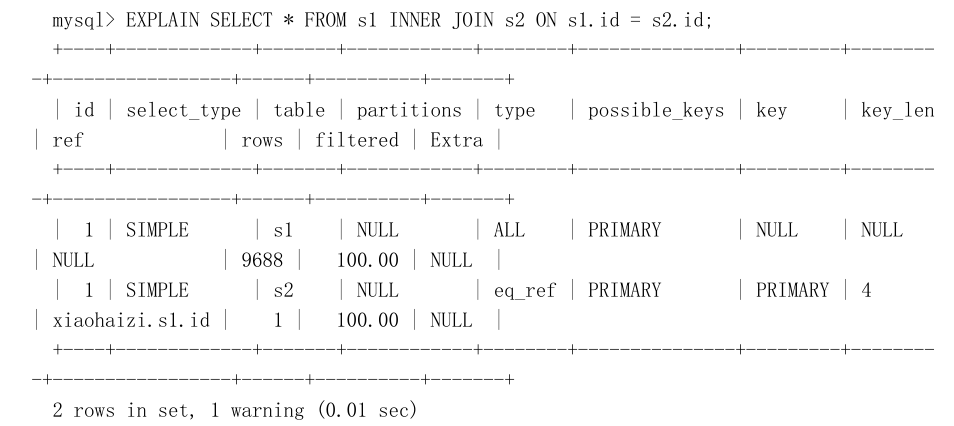 mysql> EXPLAIN SELECT * FROM s1 INNER JOIN s2 ON s1.id = s2.id;
+----+-------------+-------+------------+--------+---------------+---------+--------
-+-----------------+------+----------+-------+
| id | select_type | table | partitions | type   | possible_keys | key     | key_len
| ref             | rows | filtered | Extra |
+----+-------------+-------+------------+--------+---------------+---------+--------
-+-----------------+------+----------+-------+
|  1 | SIMPLE      | s1    | NULL       | ALL    | PRIMARY       | NULL    | NULL
| NULL            | 9688 |   100.00 | NULL  |
|  1 | SIMPLE      | s2    | NULL       | eq_ref | PRIMARY       | PRIMARY | 4
| xiaohaizi.s1.id |    1 |   100.00 | NULL  |
+----+-------------+-------+------------+--------+---------------+---------+--------
-+-----------------+------+----------+-------+
2 rows in set, 1 warning (0.01 sec)